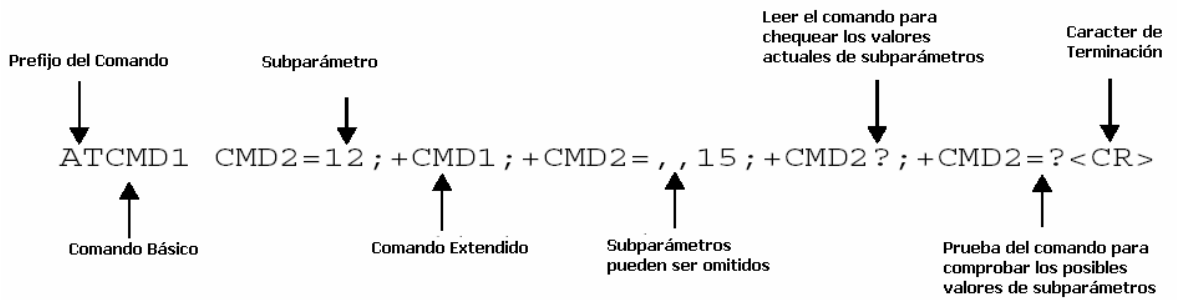 Leer el comando para
chequear los valores
actuales de subparámetros
Caracter de
Terminación
Prefijo del Comando
Subparámetro
ATCMD1 CMD2=12;+CMD1;+CMD2=,,15;+CMD2?;+CMD2=?<CR>
Comando Básico
Comando Extendido
Subparámetros
pueden ser omitidos
Prueba del comando para
comprobar los posibles
valores de subparámetros